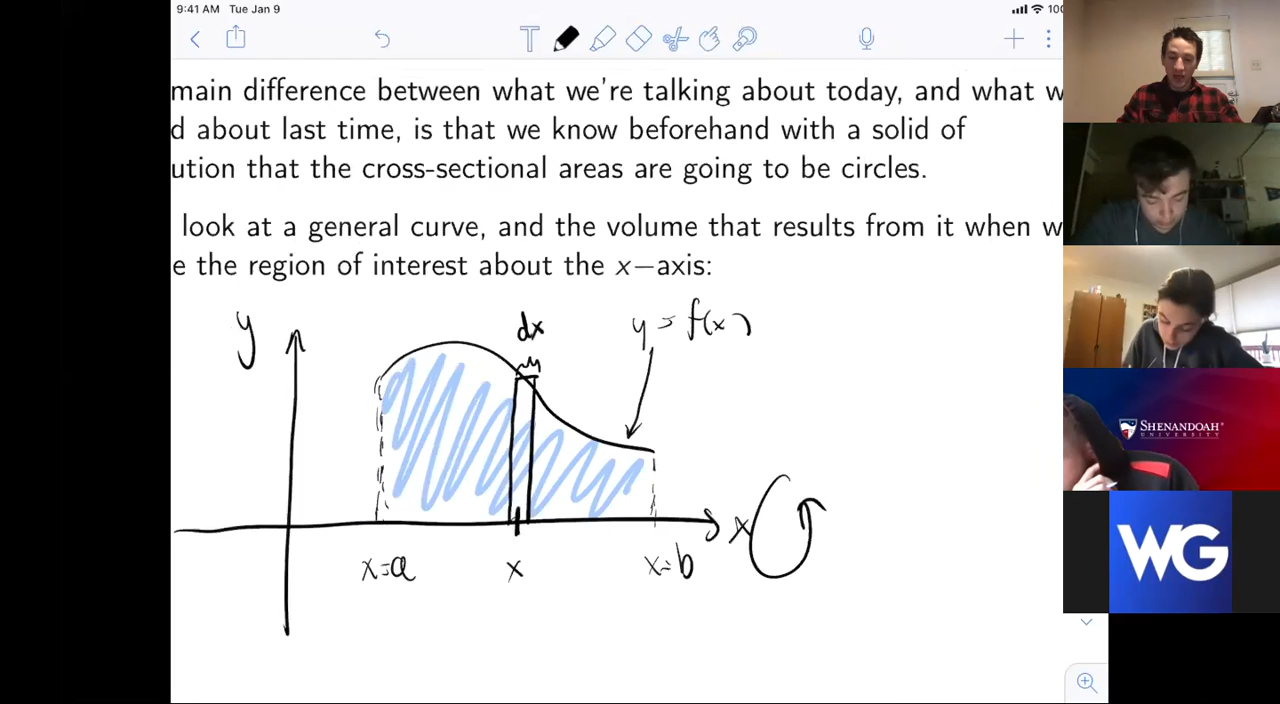 9:41 AM Tue Jan 9
100
T
main difference between what we're talking about today, and what w
d about last time, is that we know beforehand with a solid of
ution that the cross-sectional areas are going to be circles.
look at a general curve, and the volume that results from it when w
e the region of interest about the x−axis:
y
dx
y = f(x)
x
x=a
x
x=b
SHENANDOAH
UNIVERSITY
WG